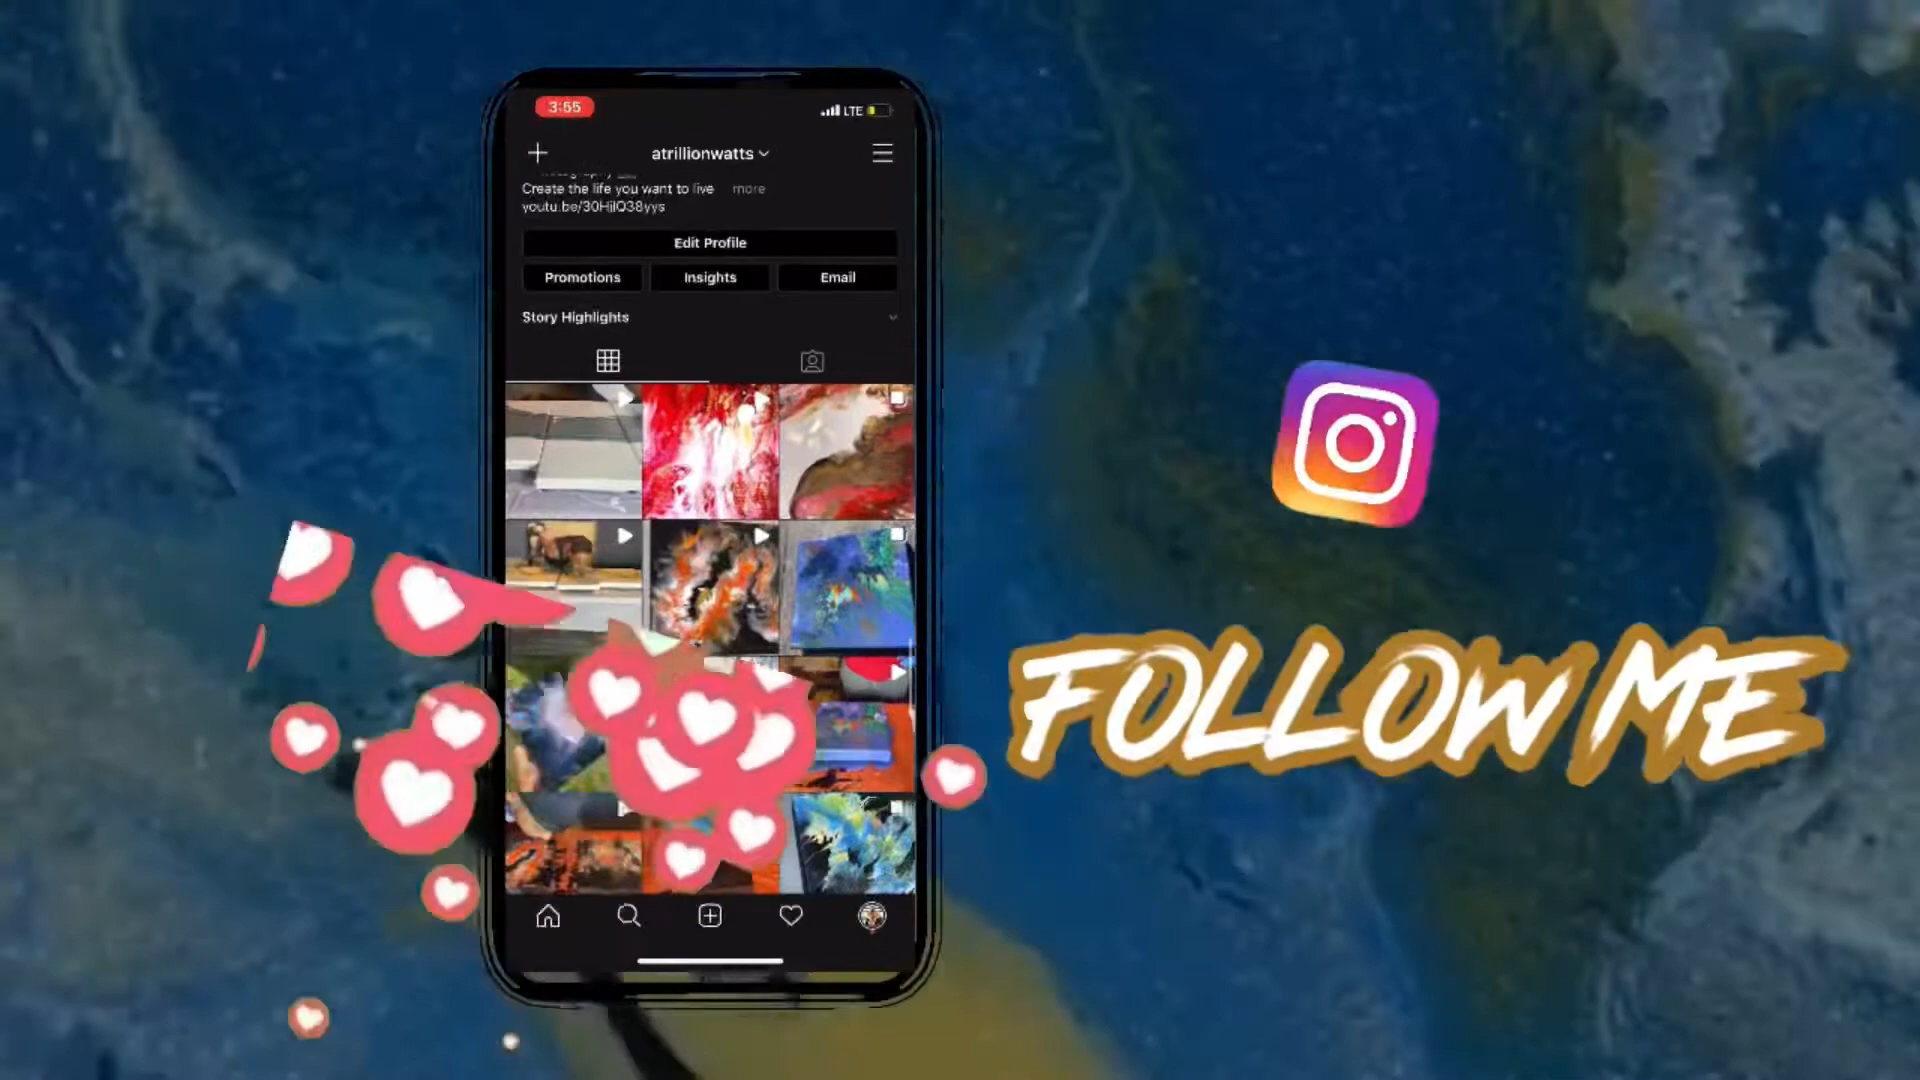 3:55
LTE
atrillionwatts
Create the life you want to live more
youtu.be/30HilQ38yys
Edit Profile
Promotions Insights Email
Story Highlights
FOLLOW ME